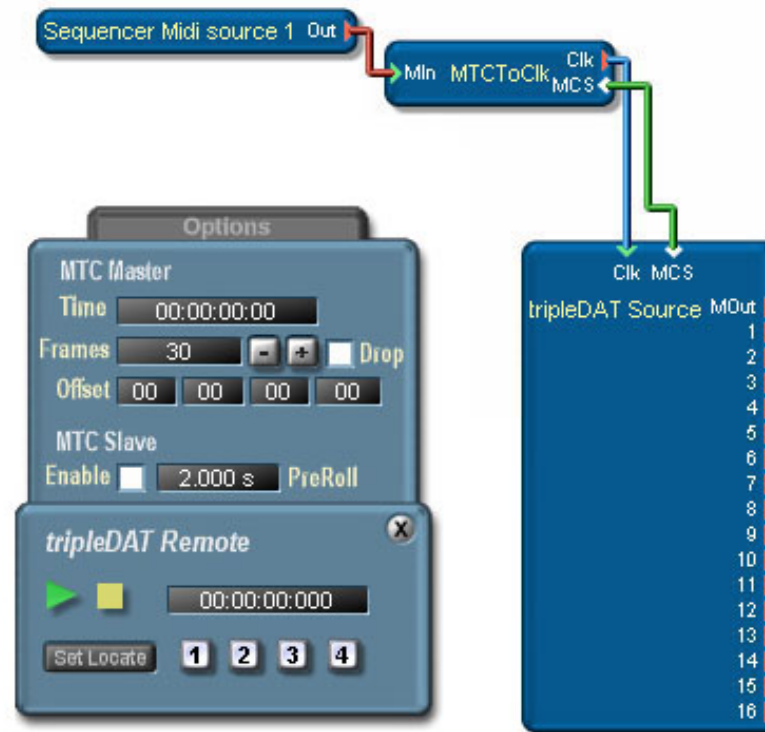 Sequencer Midi source 1 Out
MIn MTCToClk Clk
MCS
Options
MTC Master
Time 00:00:00:00
Frames 30 - + Drop
Offset 00 00 00 00
MTC Slave
Enable 2.000 s PreRoll
tripleDAT Remote X
00:00:00:000
Set Locate 1 2 3 4
Clk MCS
tripleDAT Source MOut
1
2
3
4
5
6
7
8
9
10
11
12
13
14
15
16